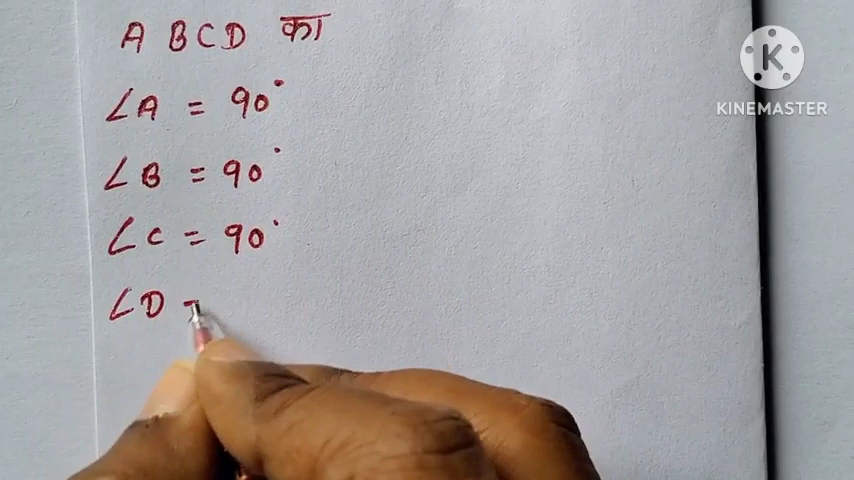 A B C D का
∠A = 90°
∠B = 90°
∠C = 90°
∠D =
K
KINEMASTER